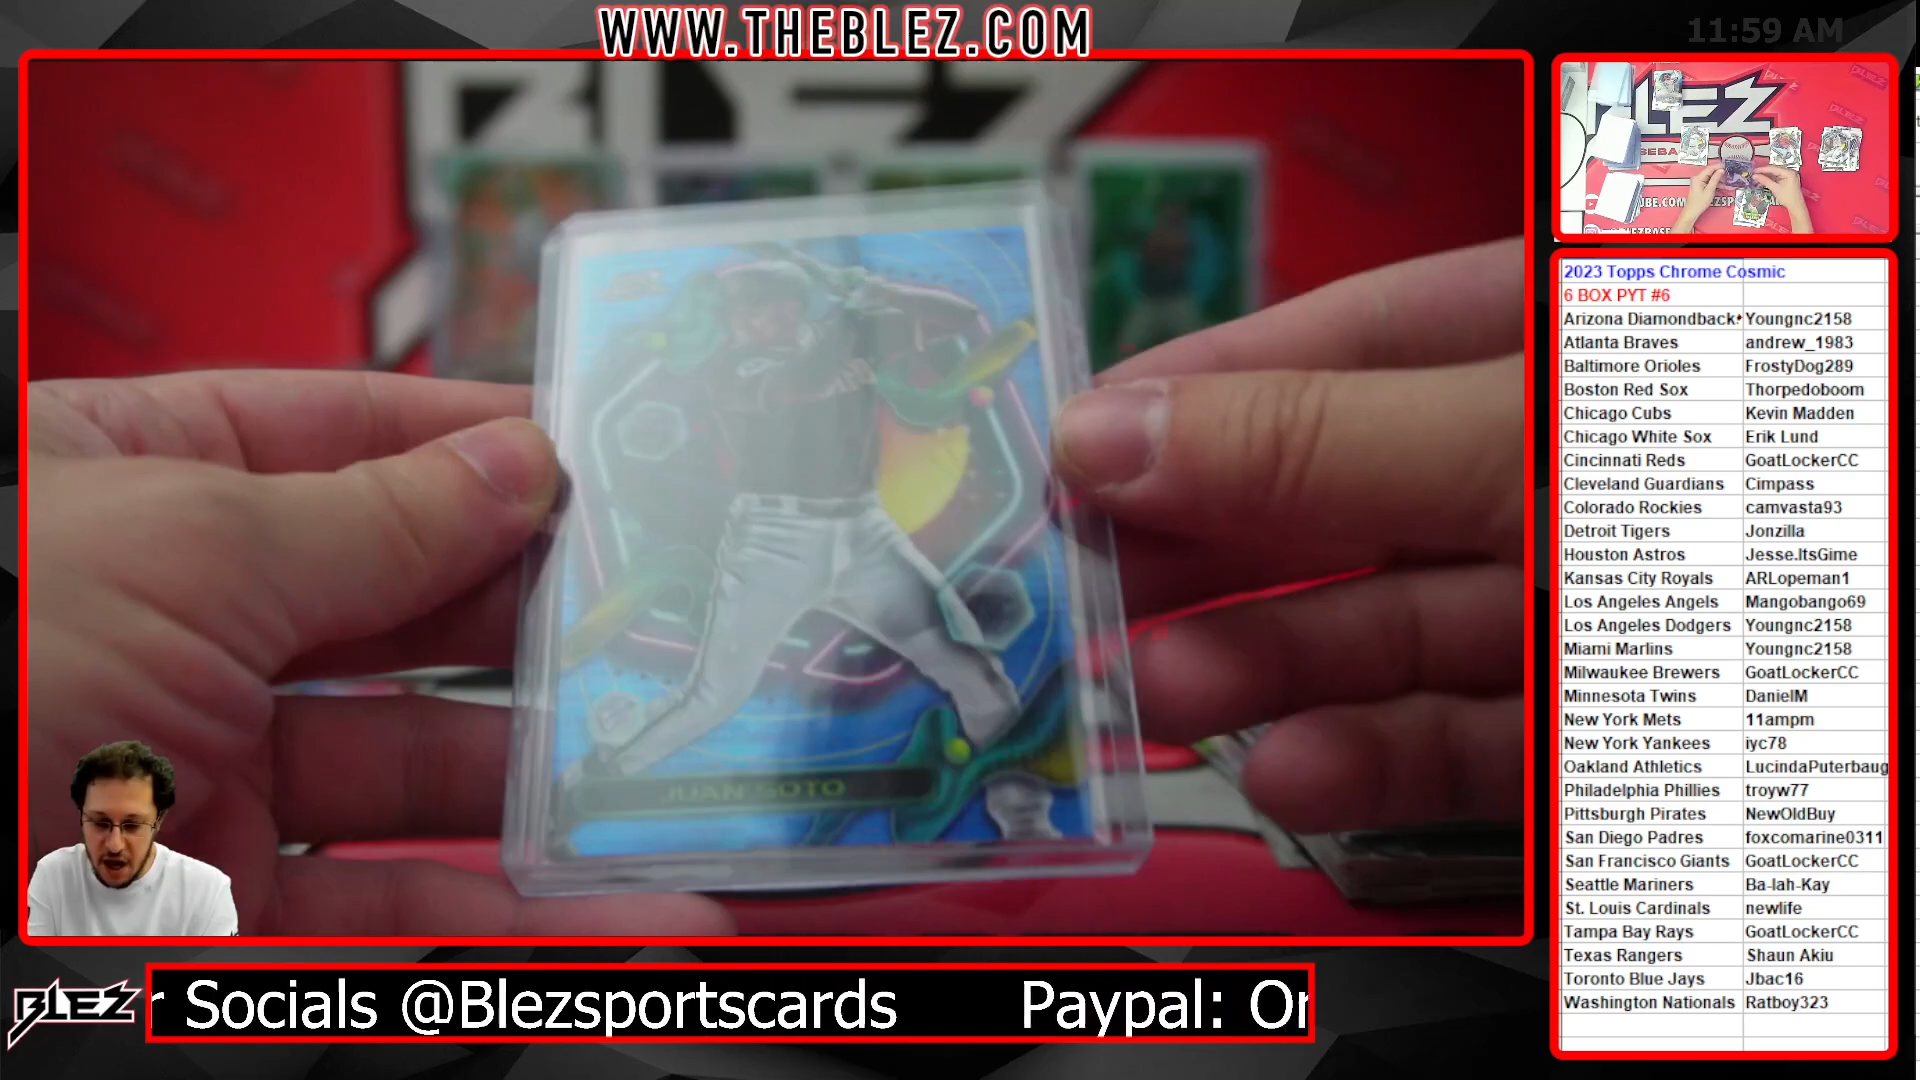 WWW.THEBLEZ.COM
11:59 AM
BLEZ
JUAN SOTO
2023 Topps Chrome Cosmic
6 BOX PYT #6
Arizona Diamondback Youngnc2158
Atlanta Braves andrew_1983
Baltimore Orioles FrostyDog289
Boston Red Sox Thorpedoboom
Chicago Cubs Kevin Madden
Chicago White Sox Erik Lund
Cincinnati Reds GoatLockerCC
Cleveland Guardians Cimpass
Colorado Rockies camvasta93
Detroit Tigers Jonzilla
Houston Astros Jesse.ItsGime
Kansas City Royals ARLopeman1
Los Angeles Angels Mangobango69
Los Angeles Dodgers Youngnc2158
Miami Marlins Youngnc2158
Milwaukee Brewers GoatLockerCC
Minnesota Twins DanielM
New York Mets 11ampm
New York Yankees iyc78
Oakland Athletics LucindaPuterbaug
Philadelphia Phillies troyw77
Pittsburgh Pirates NewOldBuy
San Diego Padres foxcomarine0311
San Francisco Giants GoatLockerCC
Seattle Mariners Ba-lah-Kay
St. Louis Cardinals newlife
Tampa Bay Rays GoatLockerCC
Texas Rangers Shaun Akiu
Toronto Blue Jays Jbac16
Washington Nationals Ratboy323
BLEZ
r Socials @Blezsportscards Paypal: Or